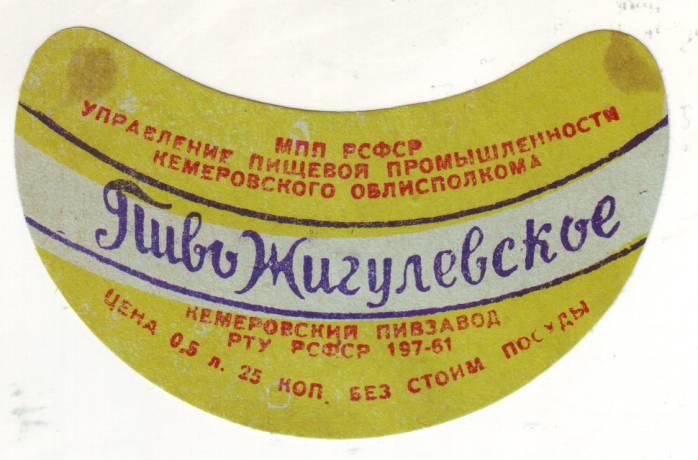 МПП РСФСР
УПРАВЛЕНИЕ ПИЩЕВОЙ ПРОМЫШЛЕННОСТИ
КЕМЕРОВСКОГО ОБЛИСПОЛКОМА
Пиво Жигулевское
КЕМЕРОВСКИЙ ПИВЗАВОД
РТУ РСФСР 197-61
ЦЕНА 0,5 л. 25 КОП. БЕЗ СТОИМ ПОСУДЫ